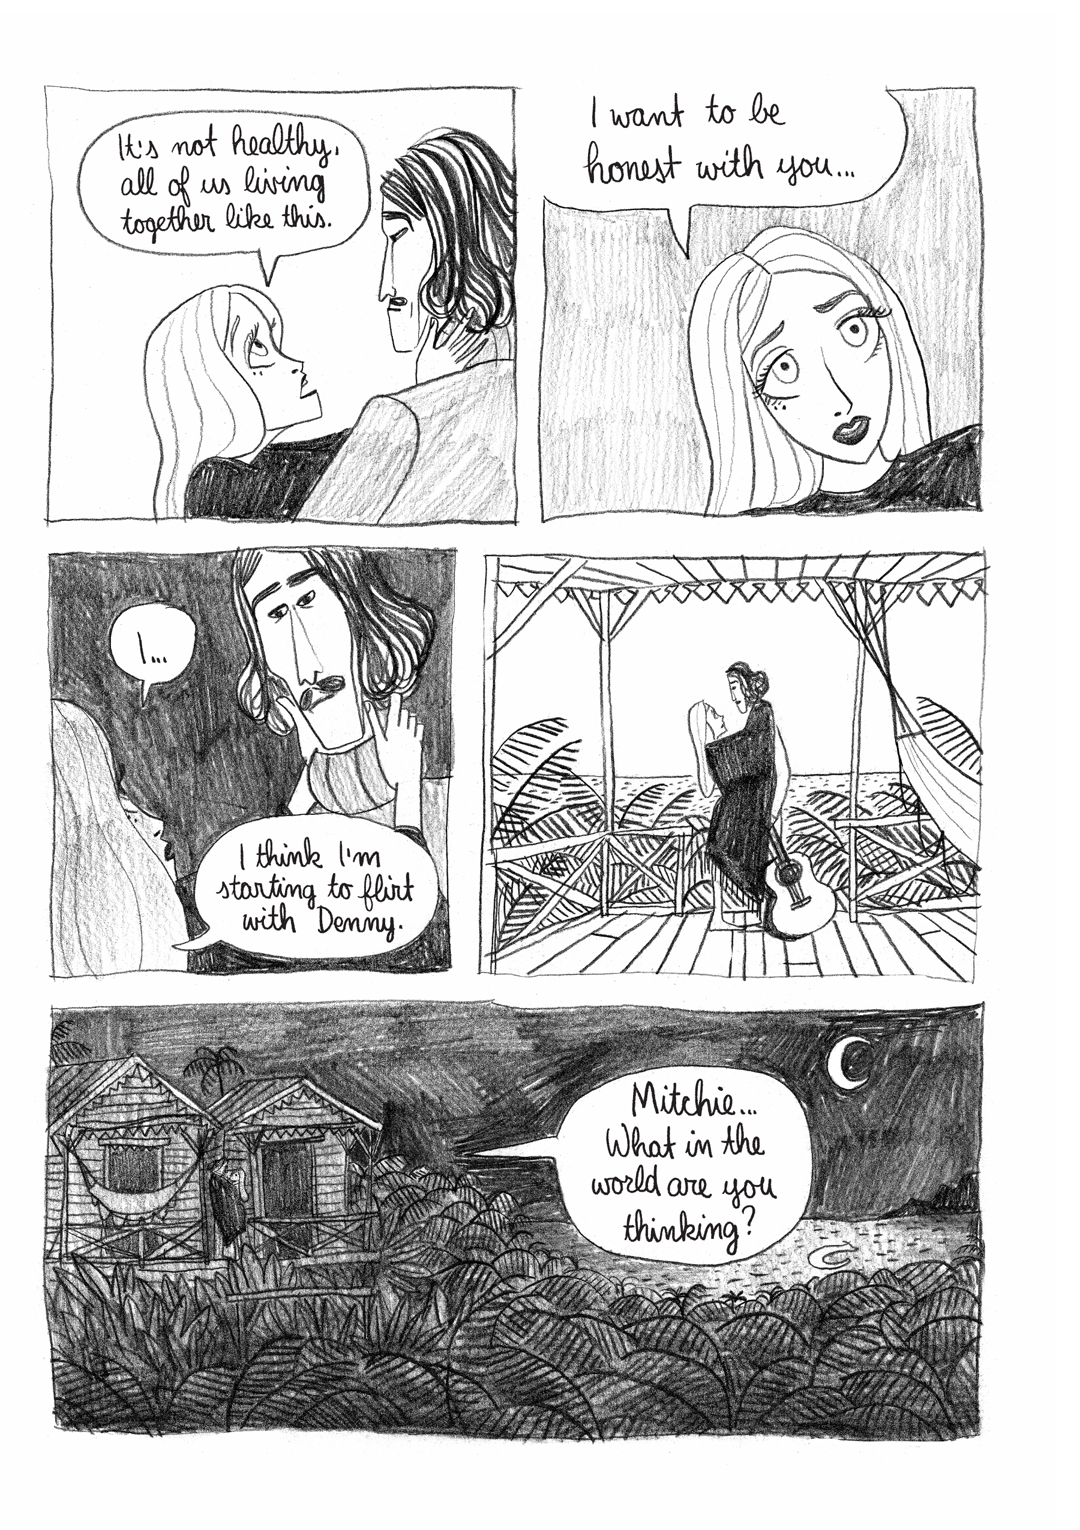 It's not healthy,
all of us living
together like this.
I want to be
honest with you...
I...
I think I'm
starting to flirt
with Denny.
Mitchie...
What in the
world are you
thinking?